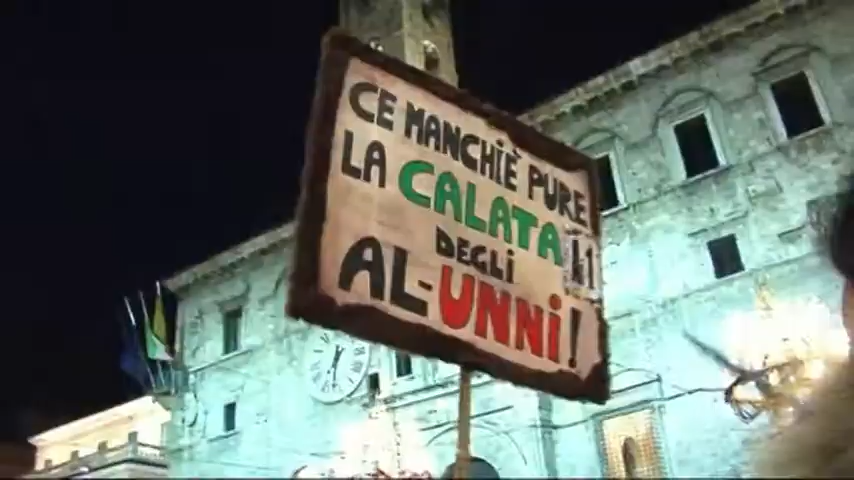 CE MANCHiÈ PURE
LA CALATA
DEGLi
AL-UNNi!